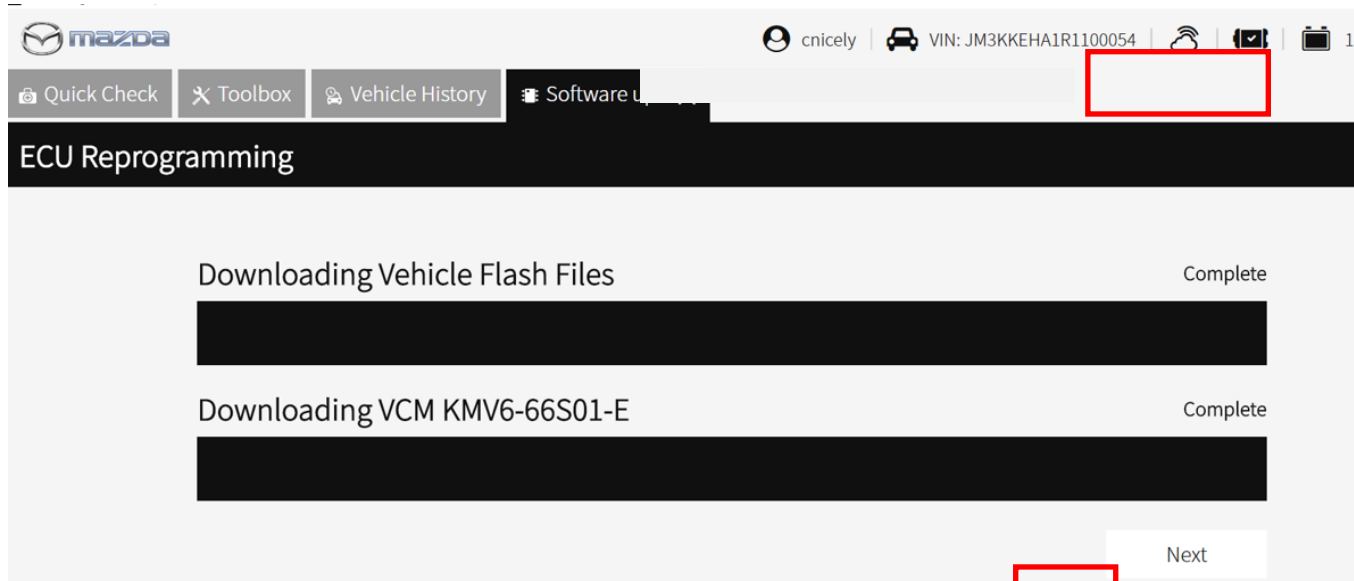 mazda cnicely VIN: JM3KKEHA1R1100054 1
Quick Check Toolbox Vehicle History Software
ECU Reprogramming
Downloading Vehicle Flash Files Complete
Downloading VCM KMV6-66S01-E Complete
Next